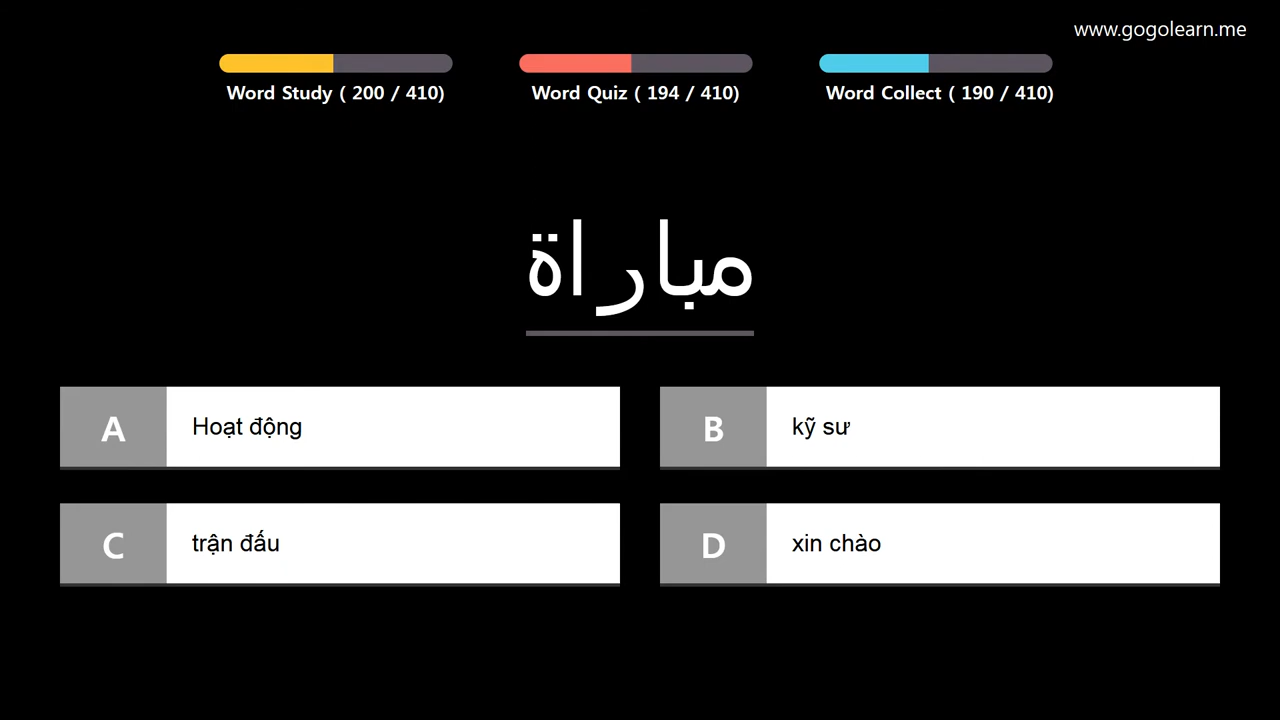 www.gogolearn.me
Word Study ( 200 / 410)
Word Quiz ( 194 / 410)
Word Collect ( 190 / 410)
مباراة
A
Hoạt động
B
kỹ sư
C
trận đấu
D
xin chào